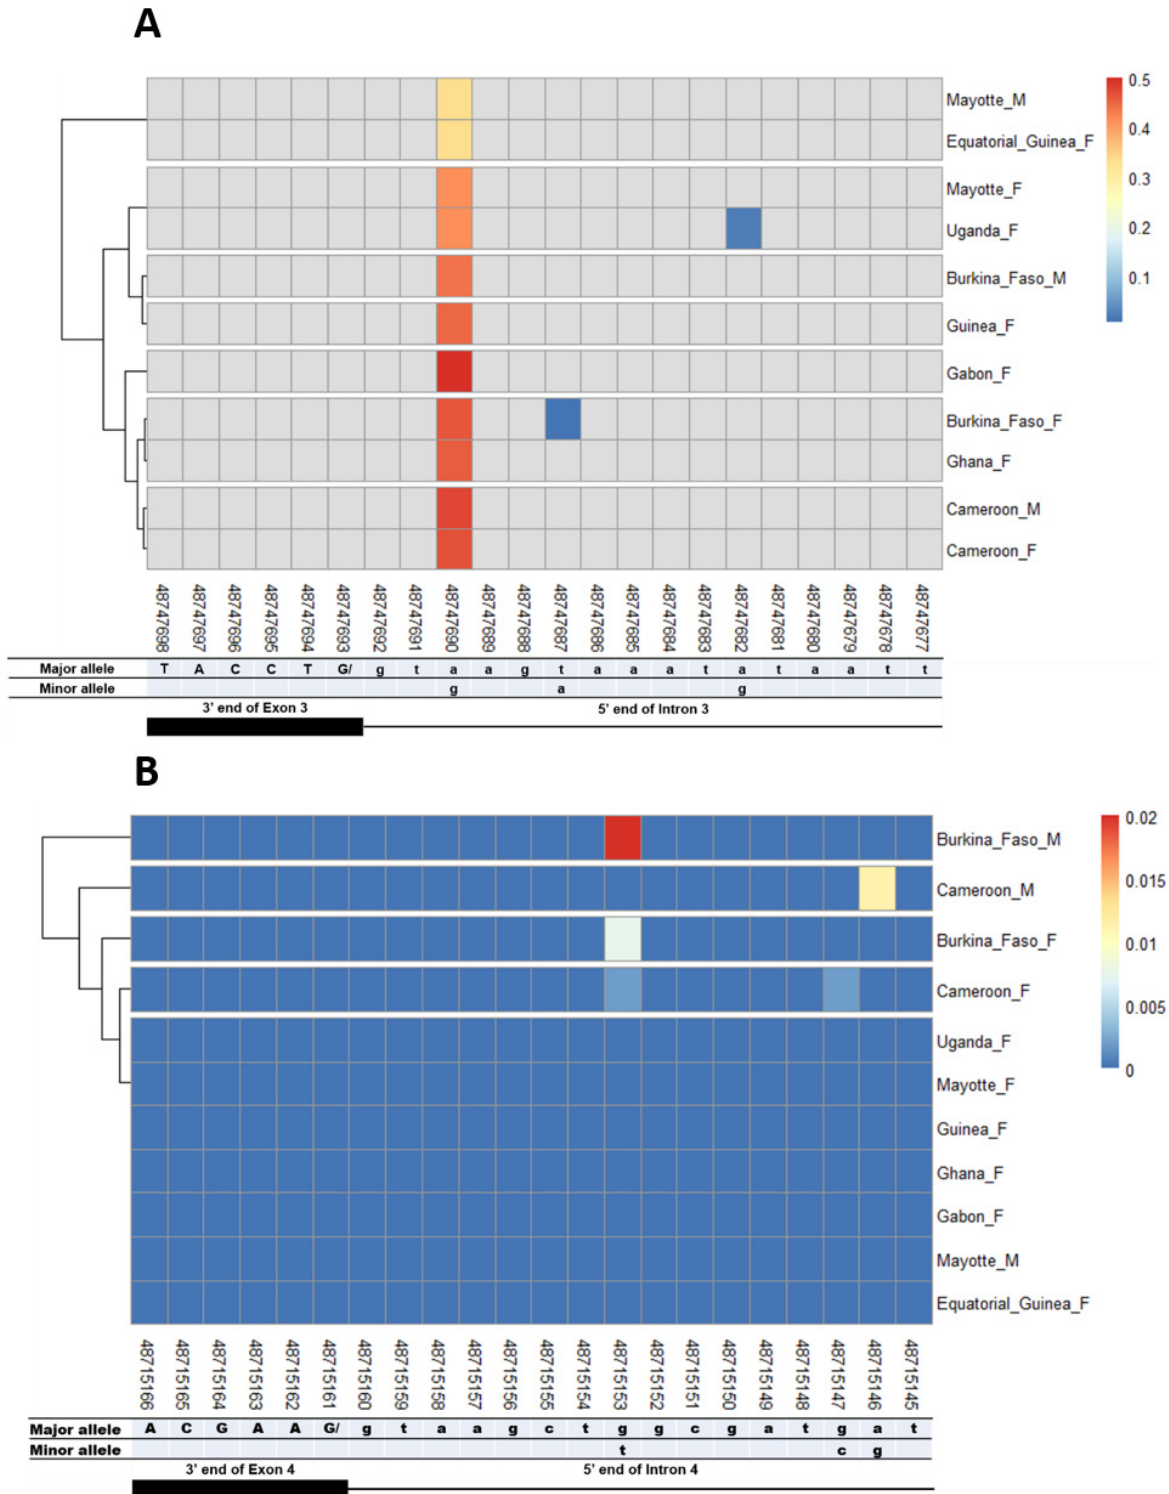 A
Mayotte_M
Equatorial_Guinea_F
Mayotte_F
Uganda_F
Burkina_Faso_M
Guinea_F
Gabon_F
Burkina_Faso_F
Ghana_F
Cameroon_M
Cameroon_F
0.5
0.4
0.3
0.2
0.1
48747698 48747697 48747696 48747695 48747694 48747693 48747692 48747691 48747690 48747689 48747688 48747687 48747686 48747685 48747684 48747683 48747682 48747681 48747680 48747679 48747678 48747677
Major allele T A C C T G/ g t a a g t a a a t a t a a t t
Minor allele g a g
3' end of Exon 3 5' end of Intron 3
B
Burkina_Faso_M
Cameroon_M
Burkina_Faso_F
Cameroon_F
Uganda_F
Mayotte_F
Guinea_F
Ghana_F
Gabon_F
Mayotte_M
Equatorial_Guinea_F
0.02
0.015
0.01
0.005
0
48715166 48715165 48715164 48715163 48715162 48715161 48715160 48715159 48715158 48715157 48715156 48715155 48715154 48715153 48715152 48715151 48715150 48715149 48715148 48715147 48715146 48715145
Major allele A C G A A G/ g t a a g c t g g c g a t g a t
Minor allele t c g
3' end of Exon 4 5' end of Intron 4